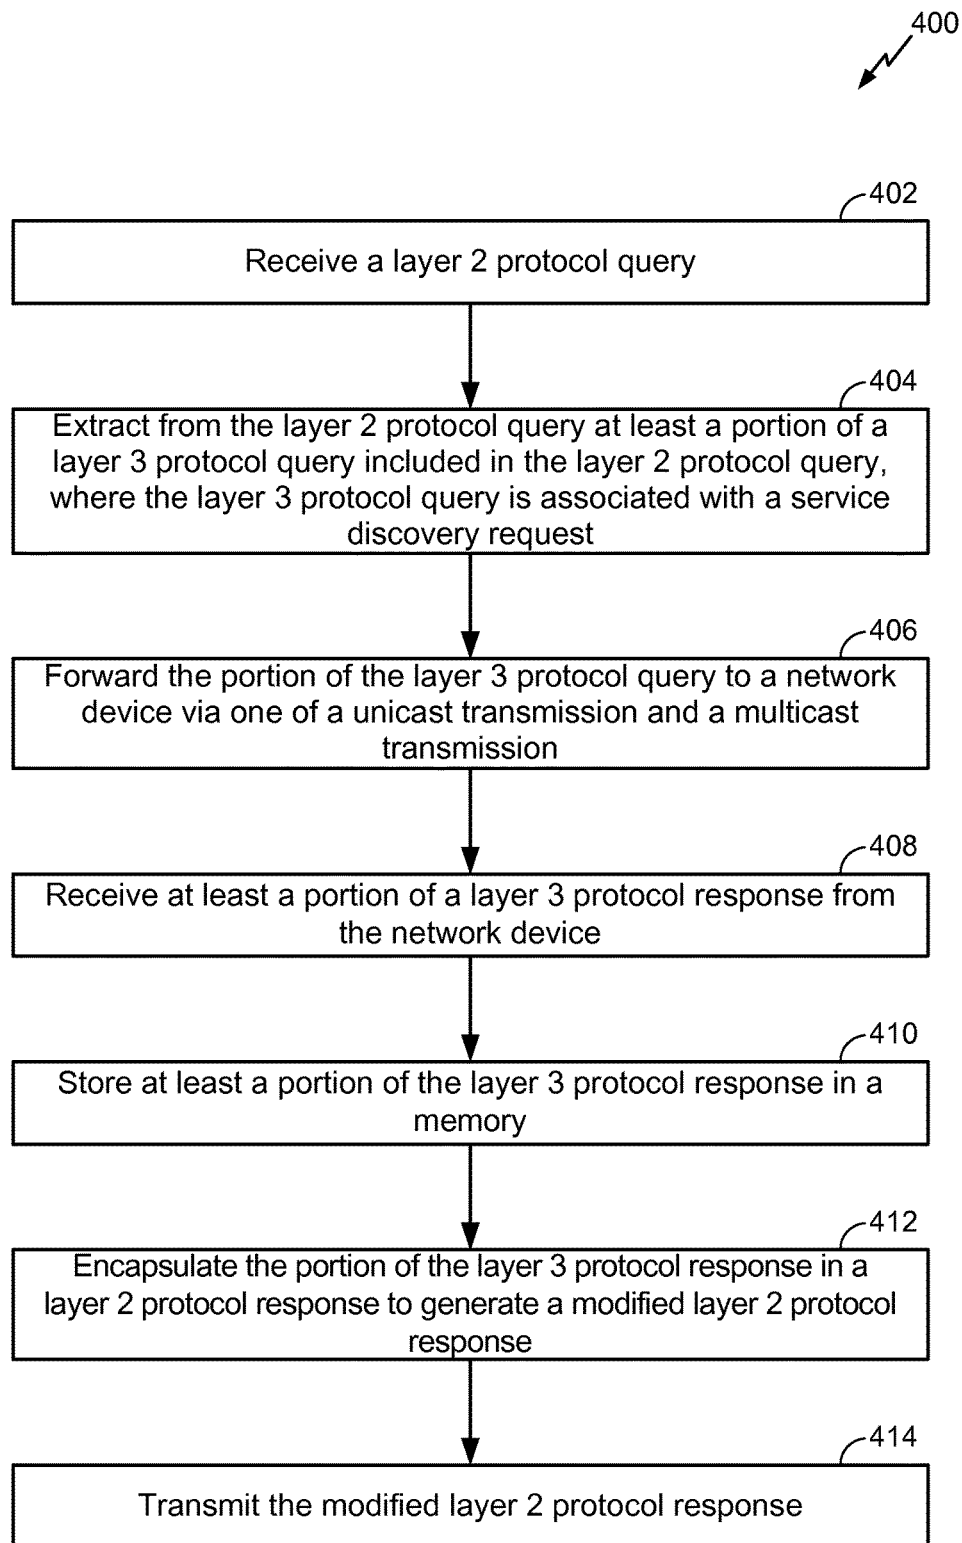 400
402
Receive a layer 2 protocol query
404
Extract from the layer 2 protocol query at least a portion of a
layer 3 protocol query included in the layer 2 protocol query,
where the layer 3 protocol query is associated with a service
discovery request
406
Forward the portion of the layer 3 protocol query to a network
device via one of a unicast transmission and a multicast
transmission
408
Receive at least a portion of a layer 3 protocol response from
the network device
410
Store at least a portion of the layer 3 protocol response in a
memory
412
Encapsulate the portion of the layer 3 protocol response in a
layer 2 protocol response to generate a modified layer 2 protocol
response
414
Transmit the modified layer 2 protocol response